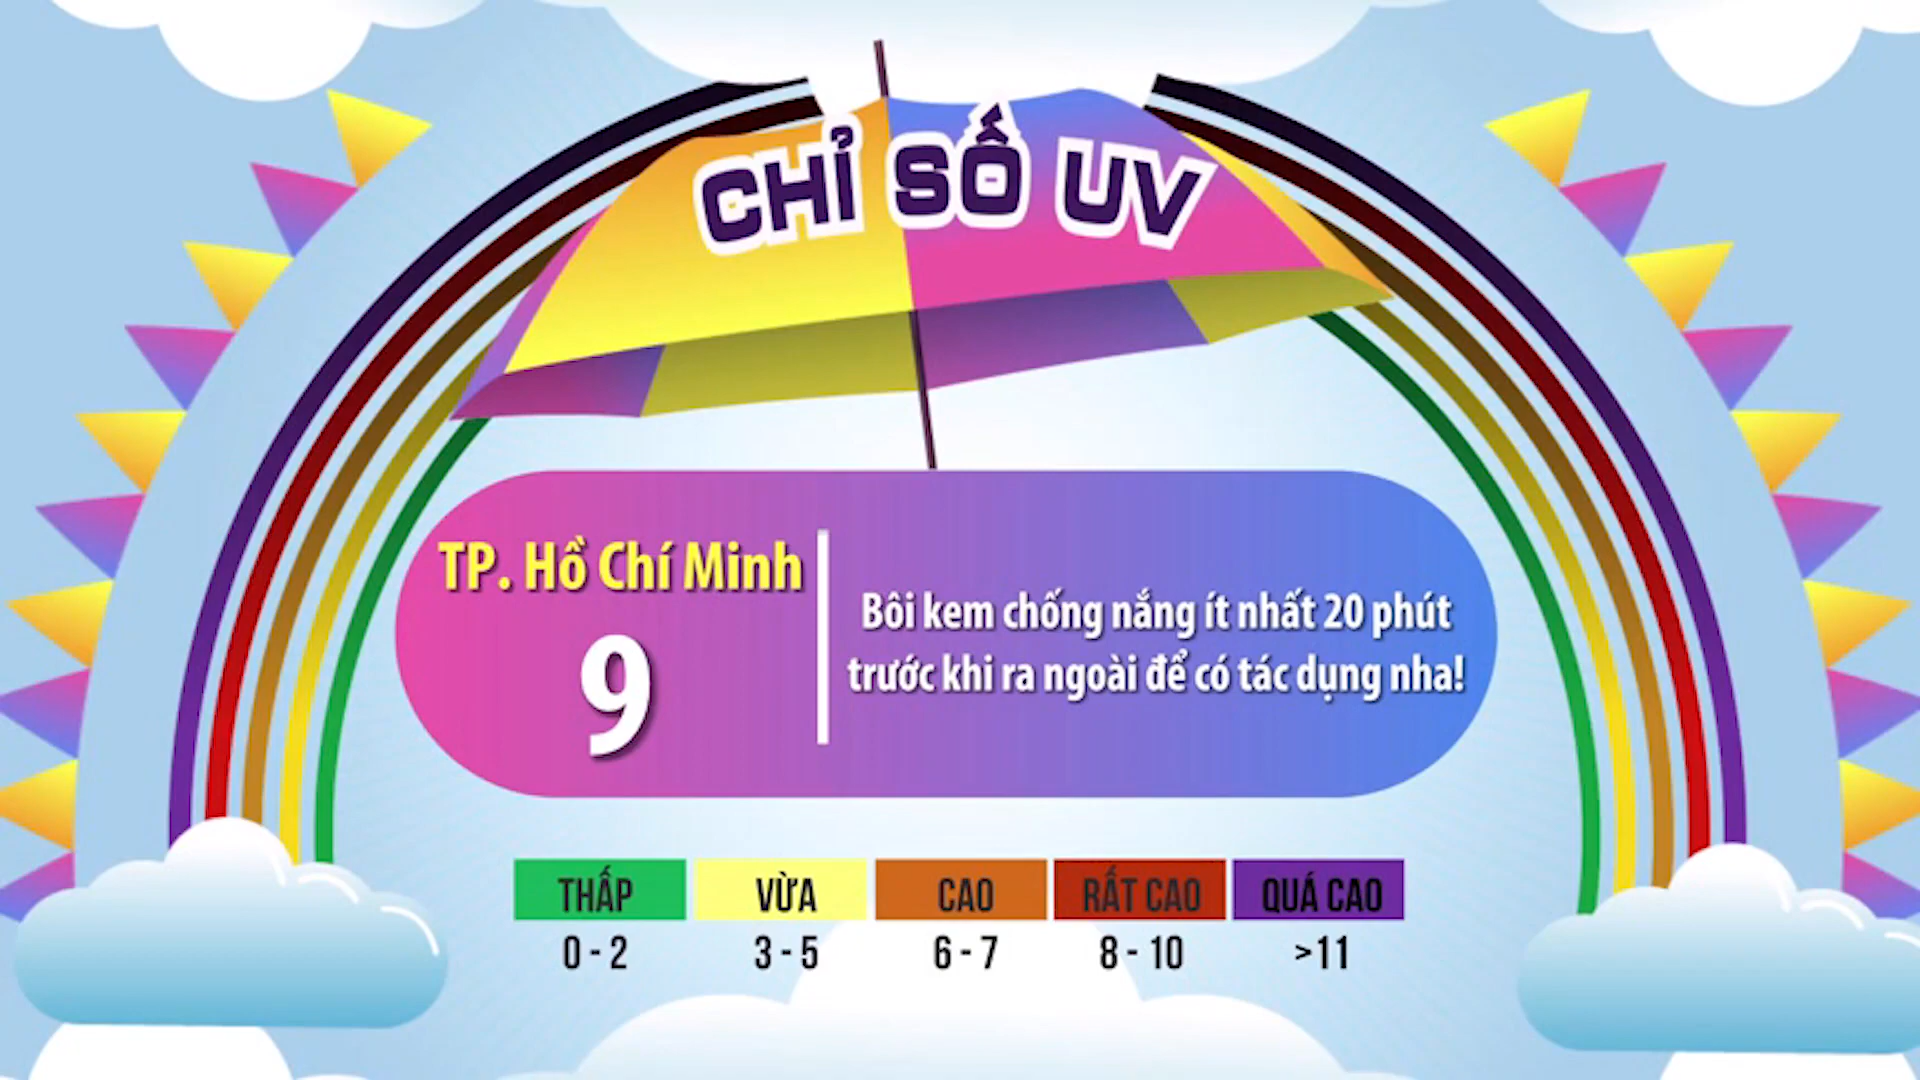 CHỈ SỐ UV
TP. Hồ Chí Minh
9
Bôi kem chống nắng ít nhất 20 phút
trước khi ra ngoài để có tác dụng nha!
THẤP VỪA CAO RẤT CAO QUÁ CAO
0 - 2 3 - 5 6 - 7 8 - 10 >11